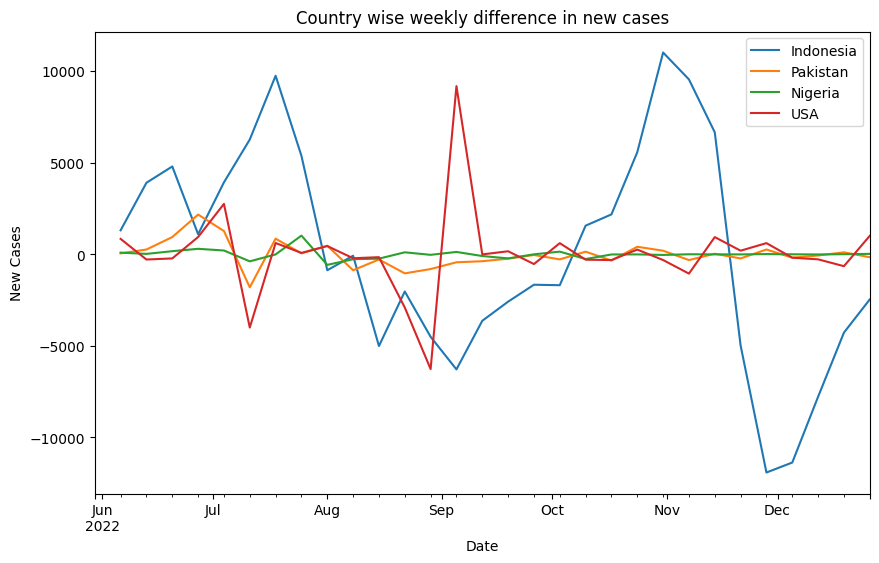 Country wise weekly difference in new cases
Indonesia
Pakistan
Nigeria
USA
New Cases
10000
5000
0
−5000
−10000
Jun
2022
Jul
Aug
Sep
Oct
Nov
Dec
Date